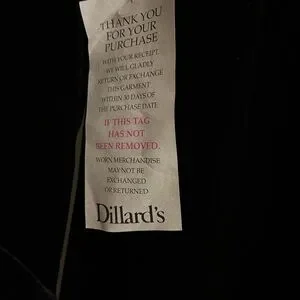 THANK YOU
FOR YOUR
PURCHASE
WITH YOUR RECEIPT,
WE WILL GLADLY
RETURN OR EXCHANGE
THIS GARMENT
WITHIN 30 DAYS OF
THE PURCHASE DATE
IF THIS TAG
HAS NOT
BEEN REMOVED.
WORN MERCHANDISE
MAY NOT BE
EXCHANGED
OR RETURNED
Dillard's